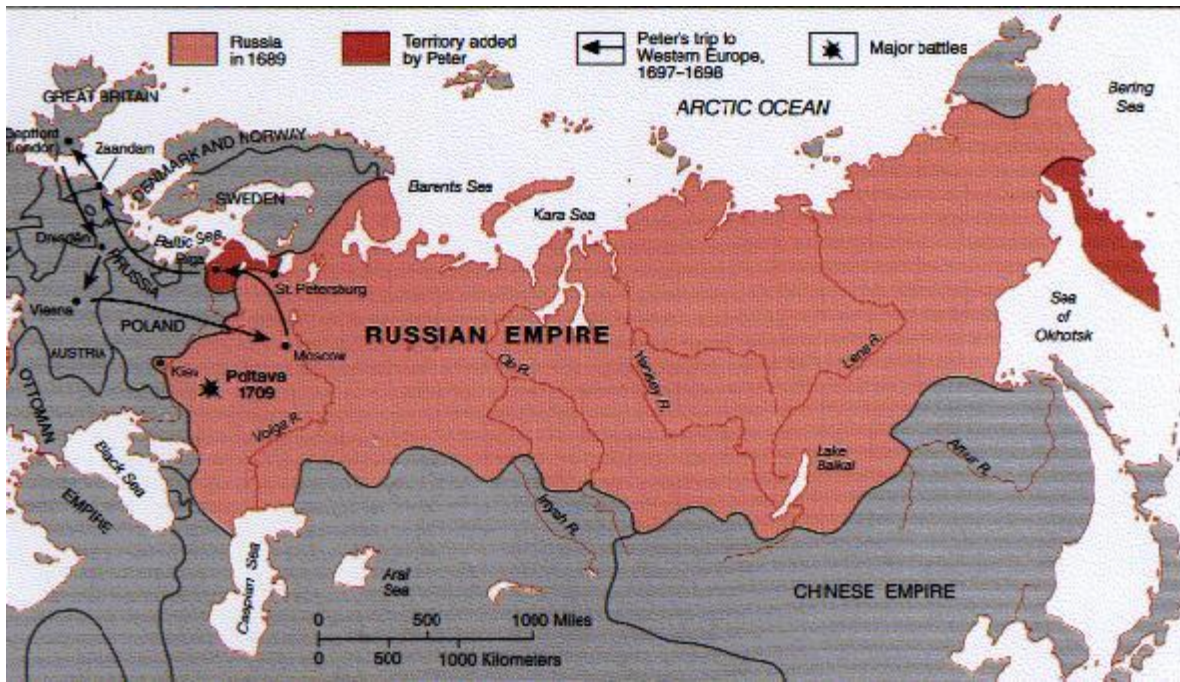 Russia
in 1689
Territory added
by Peter
Peter's trip to
Western Europe,
1697–1698
Major battles
GREAT BRITAIN
ARCTIC OCEAN
Bering
Sea
Deptford
London
Zaandam
DENMARK AND NORWAY
SWEDEN
Barents Sea
Kara Sea
Dresden
Baltic Sea
Riga
PRUSSIA
St. Petersburg
Vienna
POLAND
RUSSIAN EMPIRE
Sea
of
Okhotsk
AUSTRIA
Moscow
Kiev
Poltava
1709
Ob R.
Yenisey R.
Lena R.
OTTOMAN
EMPIRE
Volga R.
Black Sea
Lake
Baikal
Amur R.
Irtysh R.
Caspian Sea
Aral
Sea
CHINESE EMPIRE
0 500 1000 Miles
0 500 1000 Kilometers